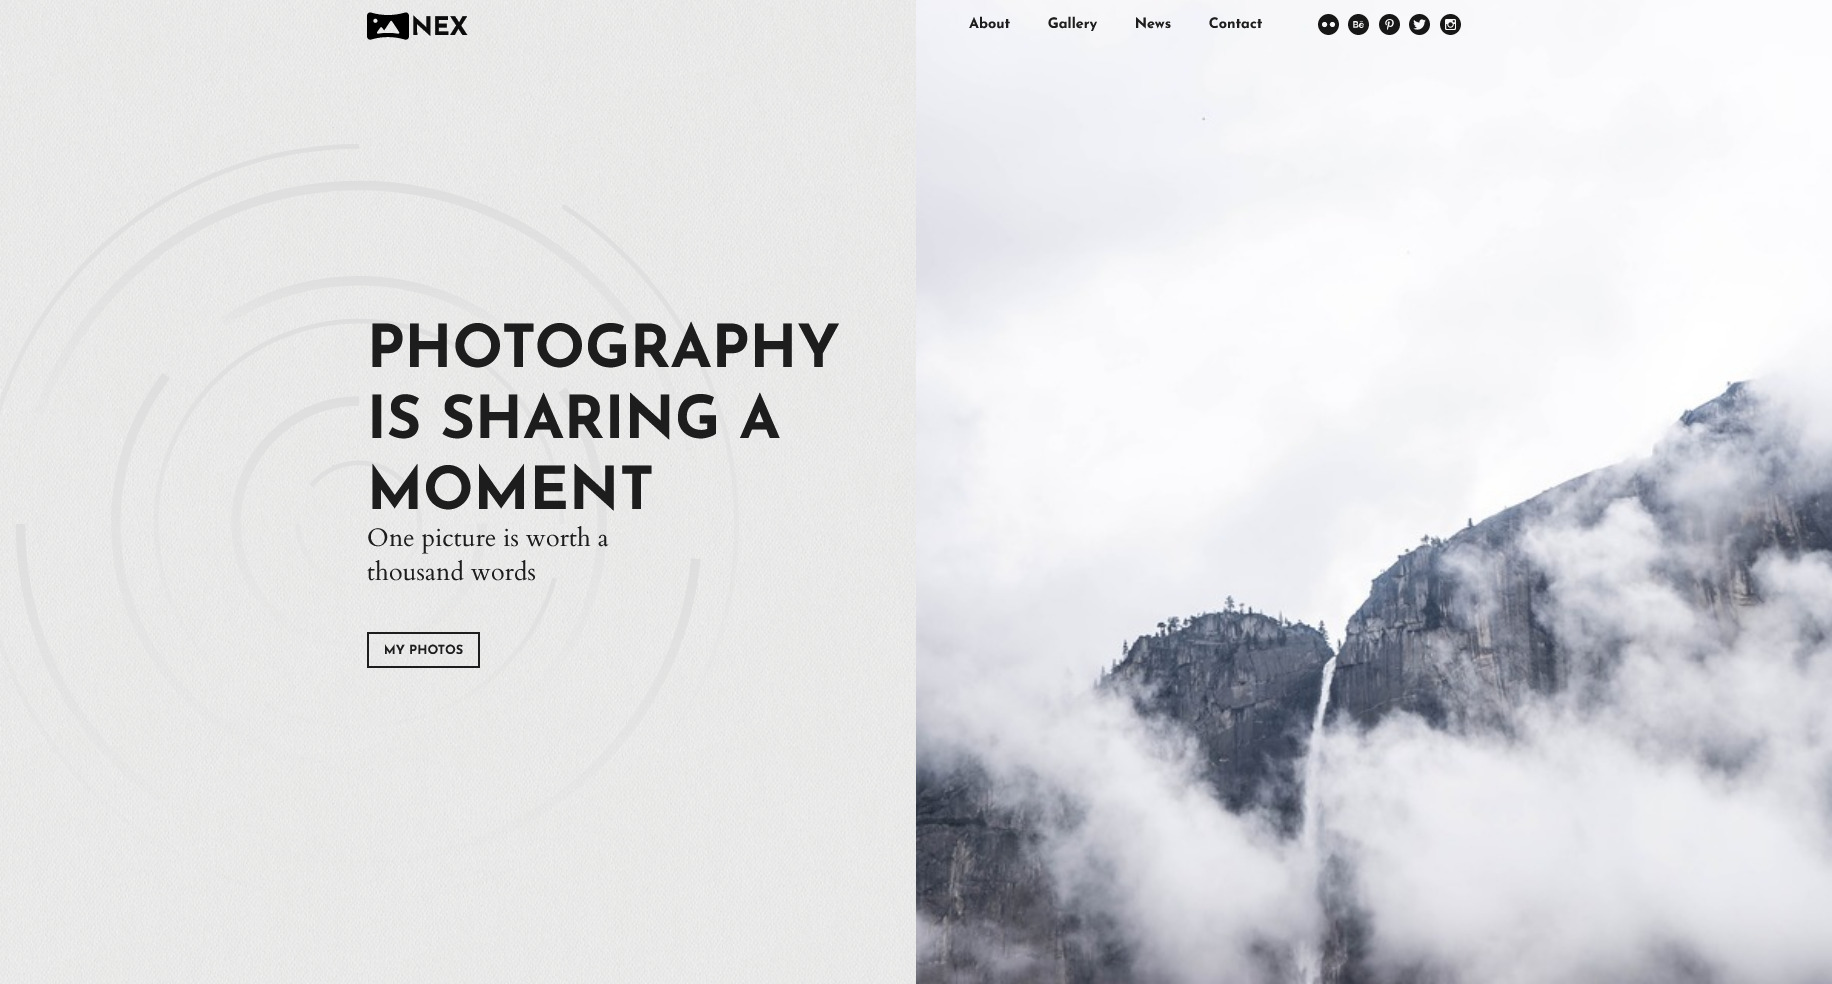 NEX
About Gallery News Contact
Bē
PHOTOGRAPHY
IS SHARING A
MOMENT
One picture is worth a
thousand words
MY PHOTOS